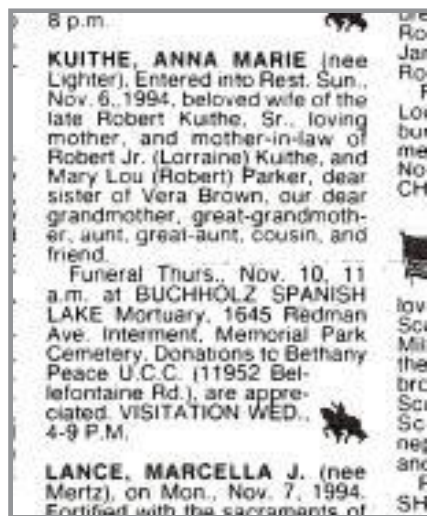 8 p.m.
KUITHE, ANNA MARIE (nee
Lighter), Entered into Rest. Sun.,
Nov. 6, 1994, beloved wife of the
late Robert Kuithe, Sr., loving
mother, and mother-in-law of
Robert Jr. (Lorraine) Kuithe, and
Mary Lou (Robert) Parker, dear
sister of Vera Brown, our dear
grandmother, great-grandmoth-
er, aunt, great-aunt, cousin, and
friend.
Funeral Thurs., Nov. 10, 11
a.m. at BUCHHOLZ SPANISH
LAKE Mortuary, 1645 Redman
Ave. Interment, Memorial Park
Cemetery. Donations to Bethany
Peace U.C.C. (11952 Bel-
lefontaine Rd.), are appre-
ciated. VISITATION WED.,
4-9 P.M.
LANCE, MARCELLA J. (nee
Mertz), on Mon., Nov. 7, 1994.
Fortified with the sacraments of